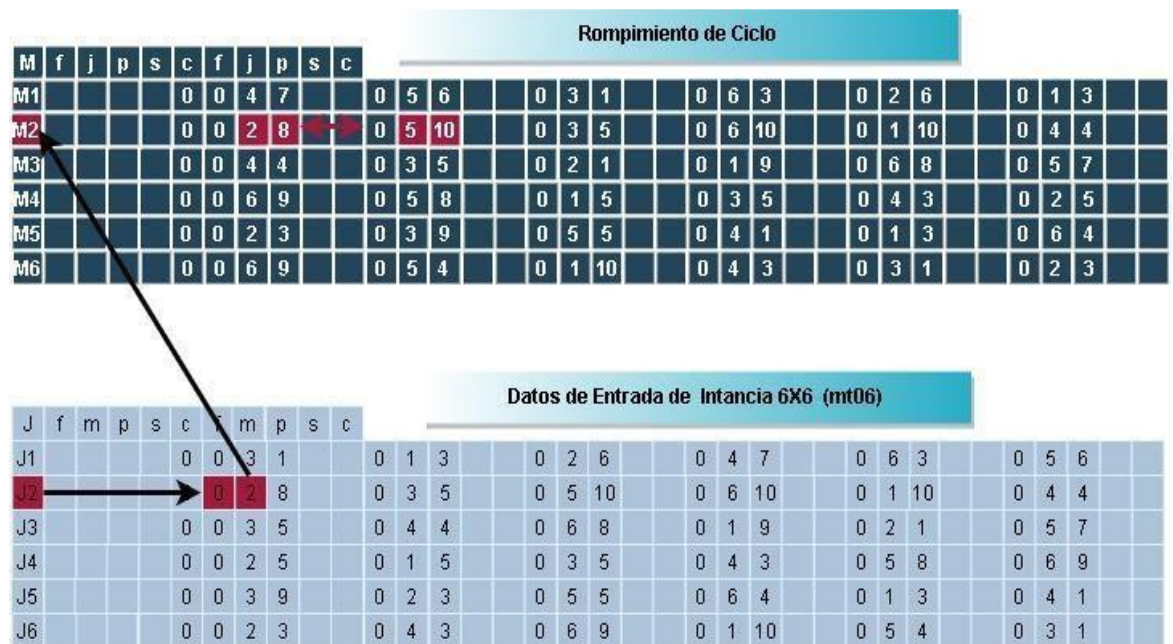 Rompimiento de Ciclo
M f j p s c f j p s c
M1 0 0 4 7 0 5 6 0 3 1 0 6 3 0 2 6 0 1 3
M2 0 0 2 8 0 5 10 0 3 5 0 6 10 0 1 10 0 4 4
M3 0 0 4 4 0 3 5 0 2 1 0 1 9 0 6 8 0 5 7
M4 0 0 6 9 0 5 8 0 1 5 0 3 5 0 4 3 0 2 5
M5 0 0 2 3 0 3 9 0 5 5 0 4 1 0 1 3 0 6 4
M6 0 0 6 9 0 5 4 0 1 10 0 4 3 0 3 1 0 2 3
Datos de Entrada de Intancia 6X6 (mt06)
J f m p s c f m p s c
J1 0 0 3 1 0 1 3 0 2 6 0 4 7 0 6 3 0 5 6
J2 0 2 8 0 3 5 0 5 10 0 6 10 0 1 10 0 4 4
J3 0 0 3 5 0 4 4 0 6 8 0 1 9 0 2 1 0 5 7
J4 0 0 2 5 0 1 5 0 3 5 0 4 3 0 5 8 0 6 9
J5 0 0 3 9 0 2 3 0 5 5 0 6 4 0 1 3 0 4 1
J6 0 0 2 3 0 4 3 0 6 9 0 1 10 0 5 4 0 3 1